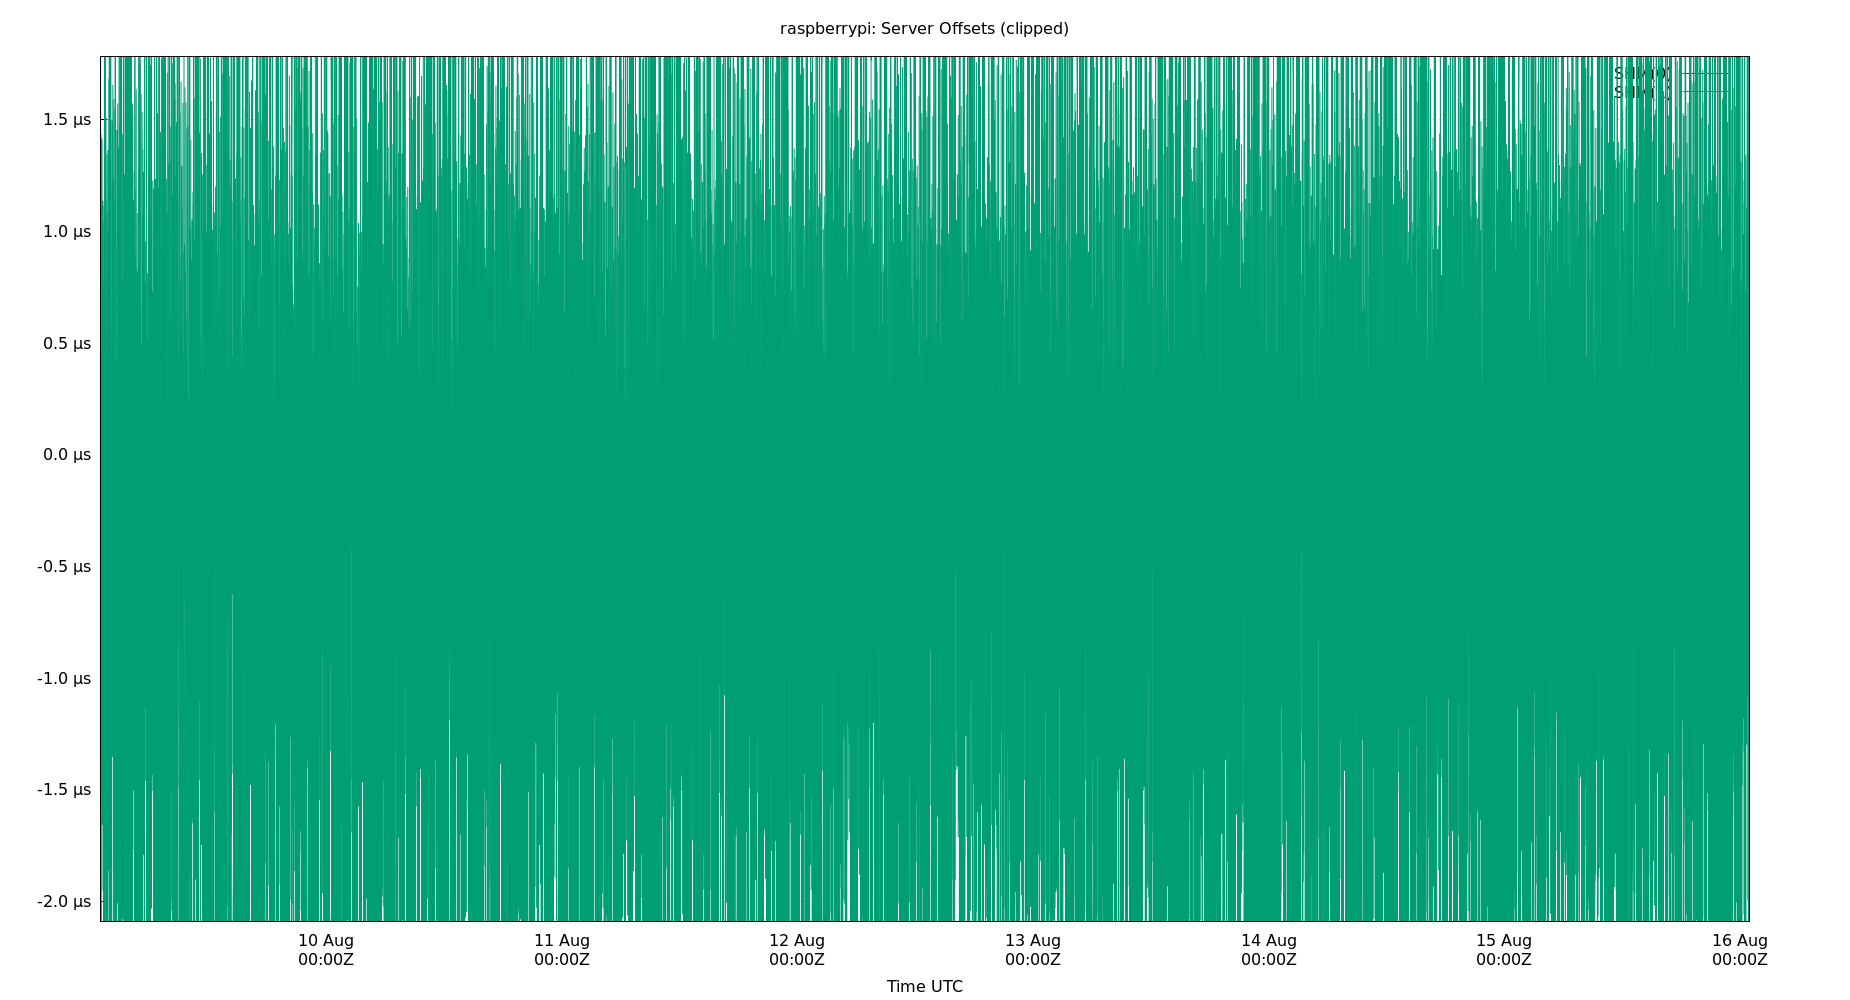 raspberrypi: Server Offsets (clipped)
SHM(0)
1.5 µs
1.0 µs
0.5 µs
0.0 µs
-0.5 µs
-1.0 µs
-1.5 µs
-2.0 µs
10 Aug 11 Aug 12 Aug 13 Aug 14 Aug 15 Aug 16 Aug
00:00Z 00:00Z 00:00Z 00:00Z 00:00Z 00:00Z 00:00Z
Time UTC